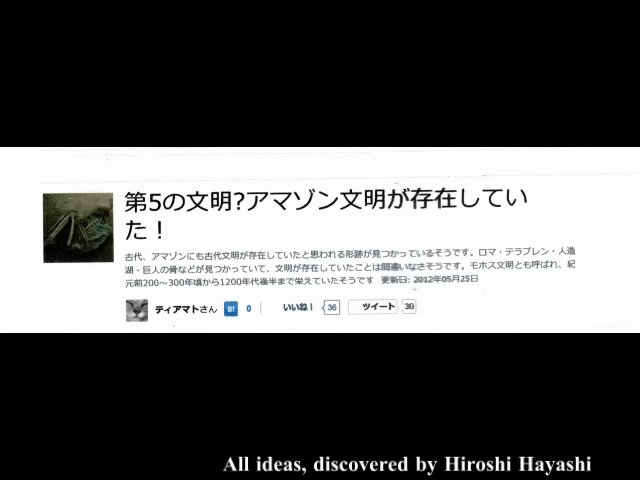 第5の文明?アマゾン文明が存在してい
た！
古代、アマゾンにも古代文明が存在していたと思われる形跡が見つかっているそうです。ロマ・テラプレン・人造
湖・巨人の骨などが見つかっていて、文明が存在していたことは間違いなさそうです。モホス文明とも呼ばれ、紀
元前200～300年頃から1200年代後半まで栄えていたそうです 更新日: 2012年05月25日
ティアマトさん B! 0 いいね！ 36 ツイート 30
All ideas, discovered by Hiroshi Hayashi